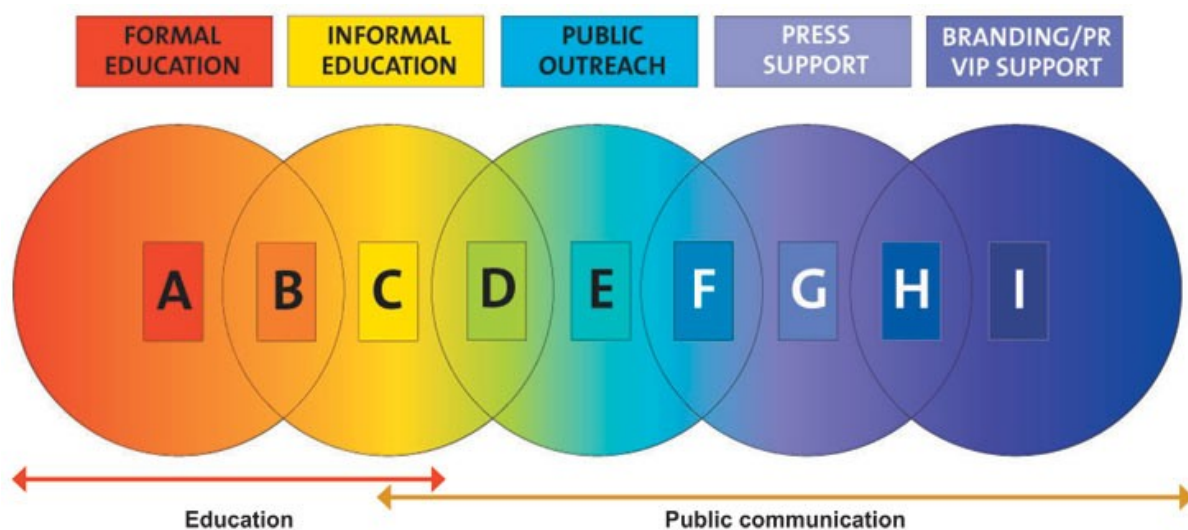 FORMAL
EDUCATION
INFORMAL
EDUCATION
PUBLIC
OUTREACH
PRESS
SUPPORT
BRANDING/PR
VIP SUPPORT
A
B
C
D
E
F
G
H
I
Education
Public communication